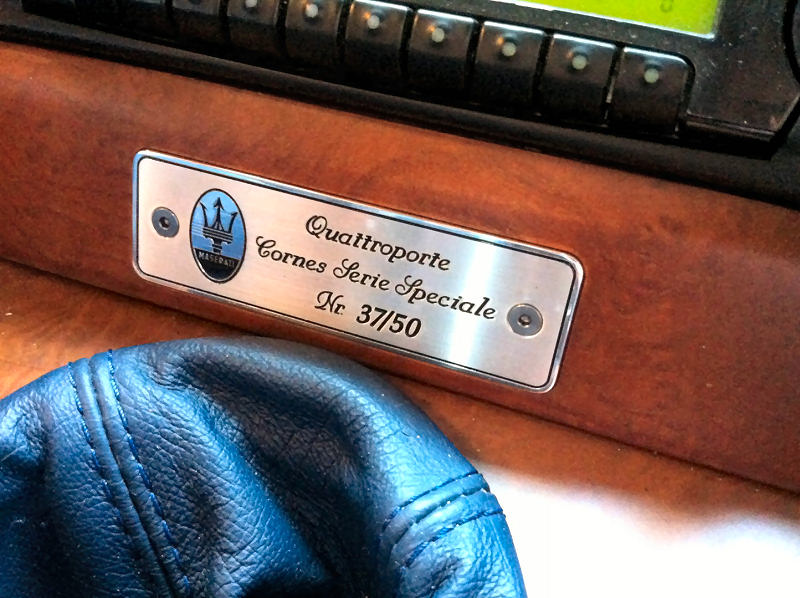 MASERATI
Quattroporte
Cornes Serie Speciale
Nr. 37/50